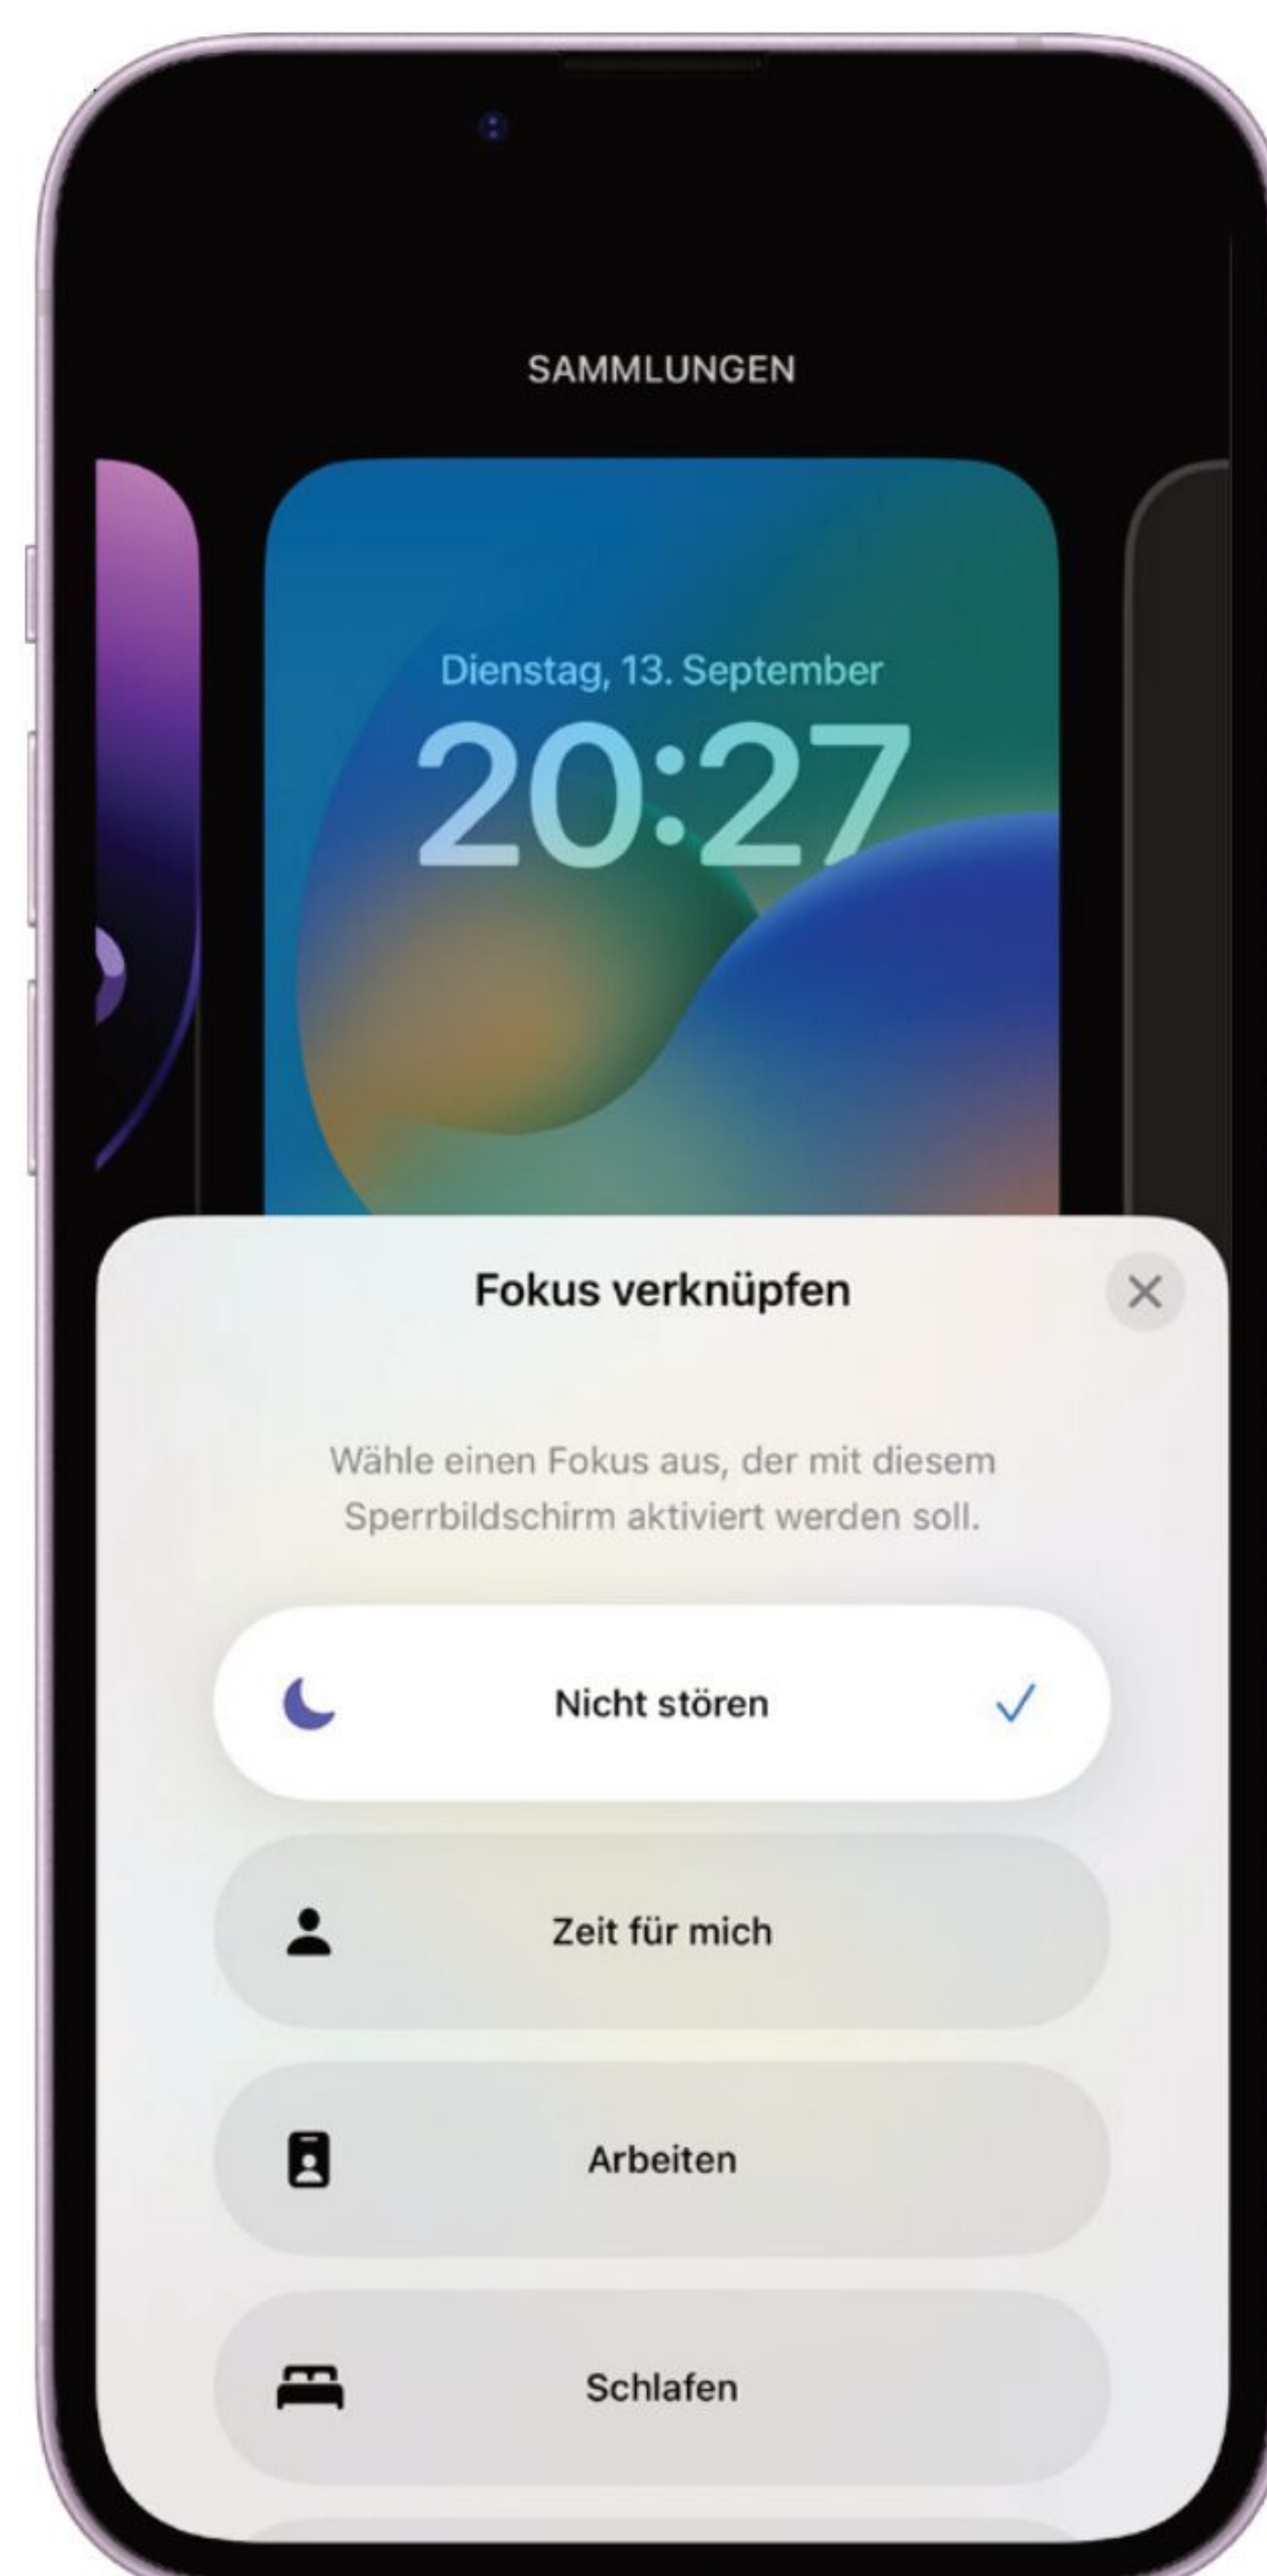 SAMMLUNGEN
Dienstag, 13. September
20:27
Fokus verknüpfen
Wähle einen Fokus aus, der mit diesem
Sperrbildschirm aktiviert werden soll.
Nicht stören
Zeit für mich
Arbeiten
Schlafen